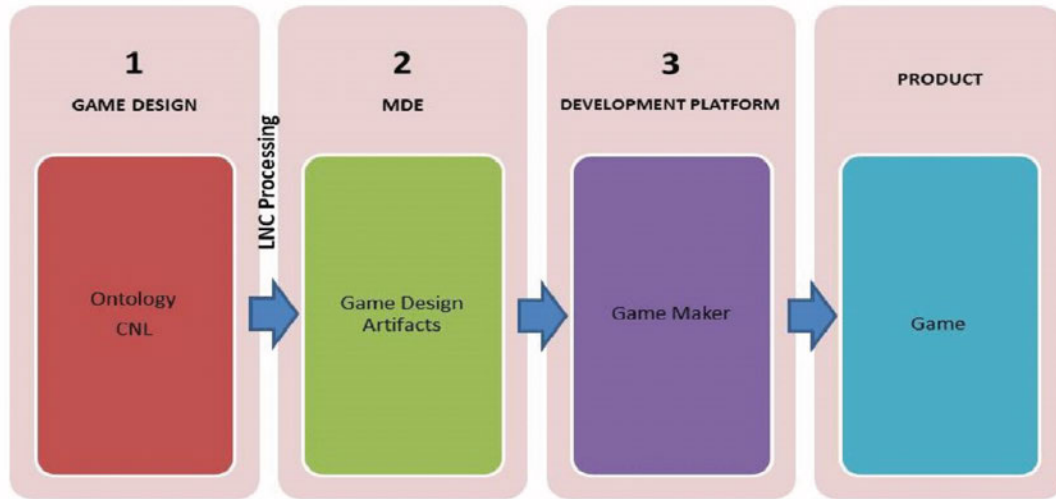 1
GAME DESIGN
Ontology
CNL
LNC Processing
2
MDE
Game Design
Artifacts
3
DEVELOPMENT PLATFORM
Game Maker
PRODUCT
Game